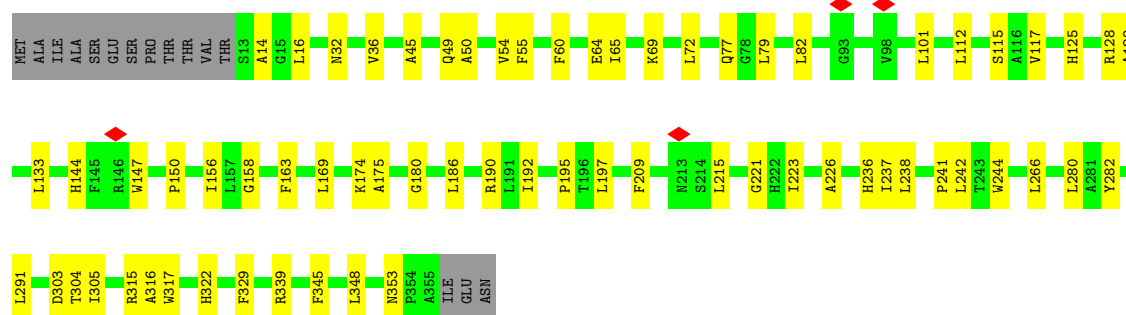 MET ALA ILE ALA SER GLU SER PRO THR THR VAL THR S13 A14 G15 L16 N32 V36 A45 Q49 A50 V54 F55 F60 E64 I65 K69 L72 Q77 G78 L79 L82 G93 V98 L101 L112 S115 A116 V117 H125 R128
L133 H144 F145 R146 W147 P150 I156 L157 G158 F163 L169 K174 A175 G180 L186 R190 L191 I192 P195 T196 L197 F209 N213 S214 L215 G221 H222 I223 A226 H236 I237 L238 P241 L242 T243 W244 L266 L280 A281 Y282
L291 D303 T304 I305 R315 A316 W317 H322 F329 R339 F345 L348 N353 P354 A355 ILE GLU ASN